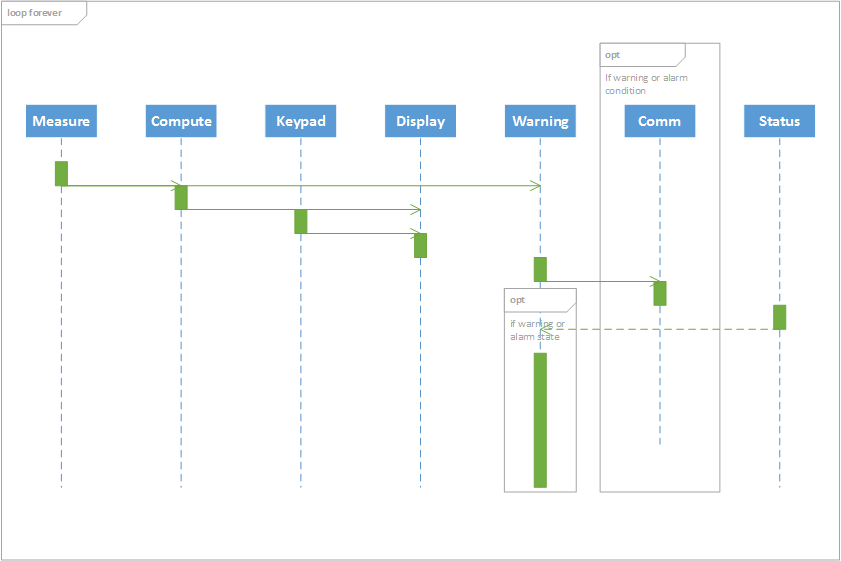 loop forever
opt
If warning or alarm
condition
Measure
Compute
Keypad
Display
Warning
Comm
Status
opt
if warning or
alarm state